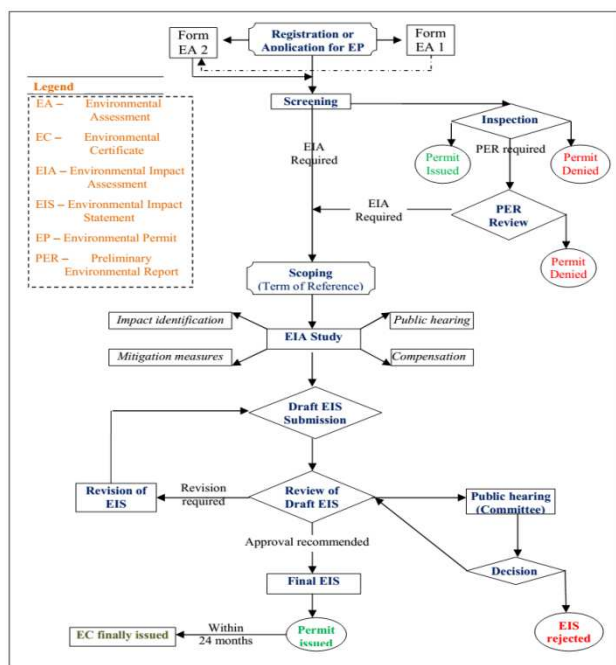 Form
EA 2
Registration or
Application for EP
Form
EA 1
Legend
EA – Environmental
Assessment
EC – Environmental
Certificate
EIA – Environmental Impact
Assessment
EIS – Environmental Impact
Statement
EP – Environmental Permit
PER – Preliminary
Environmental Report
Screening
Inspection
EIA
Required
Permit
Issued
PER required
Permit
Denied
EIA
Required
PER
Review
Permit
Denied
Scoping
(Term of Reference)
Impact identification
Public hearing
EIA Study
Mitigation measures
Compensation
Draft EIS
Submission
Revision of
EIS
Revision
required
Review of
Draft EIS
Public hearing
(Committee)
Approval recommended
Decision
Final EIS
EC finally issued
Within
24 months
Permit
issued
EIS
rejected